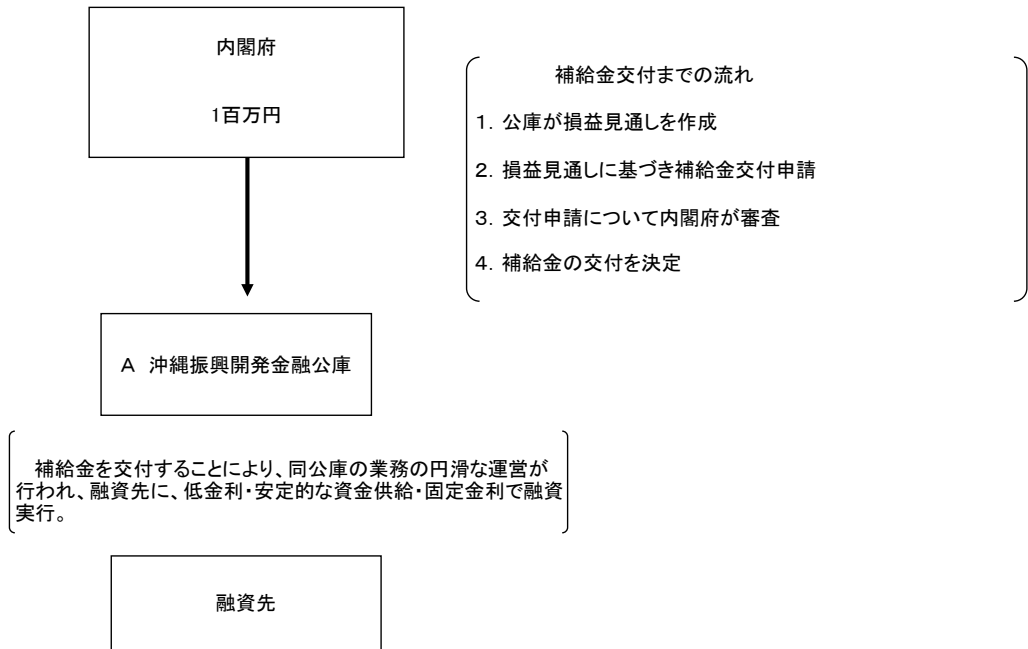 内閣府
1百万円
補給金交付までの流れ
1．公庫が損益見通しを作成
2．損益見通しに基づき補給金交付申請
3．交付申請について内閣府が審査
4．補給金の交付を決定
A　沖縄振興開発金融公庫
補給金を交付することにより、同公庫の業務の円滑な運営が
行われ、融資先に、低金利・安定的な資金供給・固定金利で融資
実行。
融資先